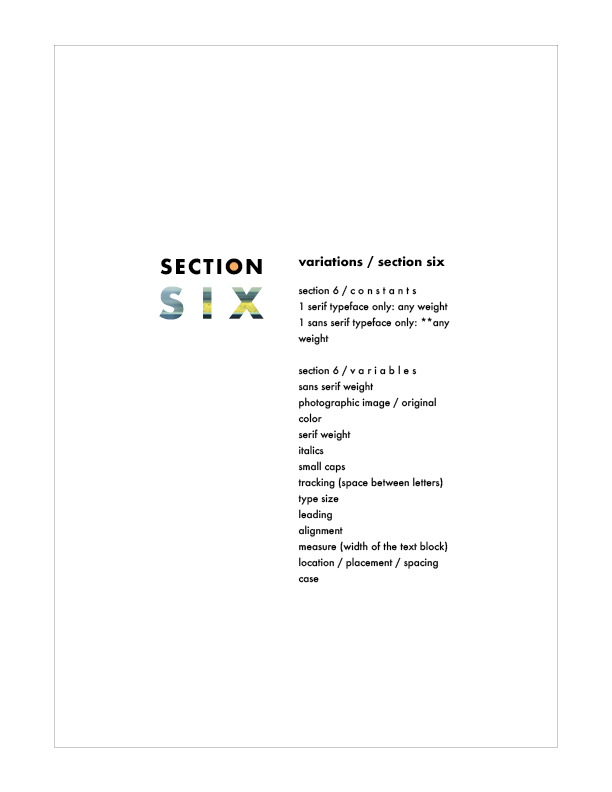 SECTION
SIX
variations / section six
section 6 / c o n s t a n t s
1 serif typeface only: any weight
1 sans serif typeface only: **any
weight
section 6 / v a r i a b l e s
sans serif weight
photographic image / original
color
serif weight
italics
small caps
tracking (space between letters)
type size
leading
alignment
measure (width of the text block)
location / placement / spacing
case